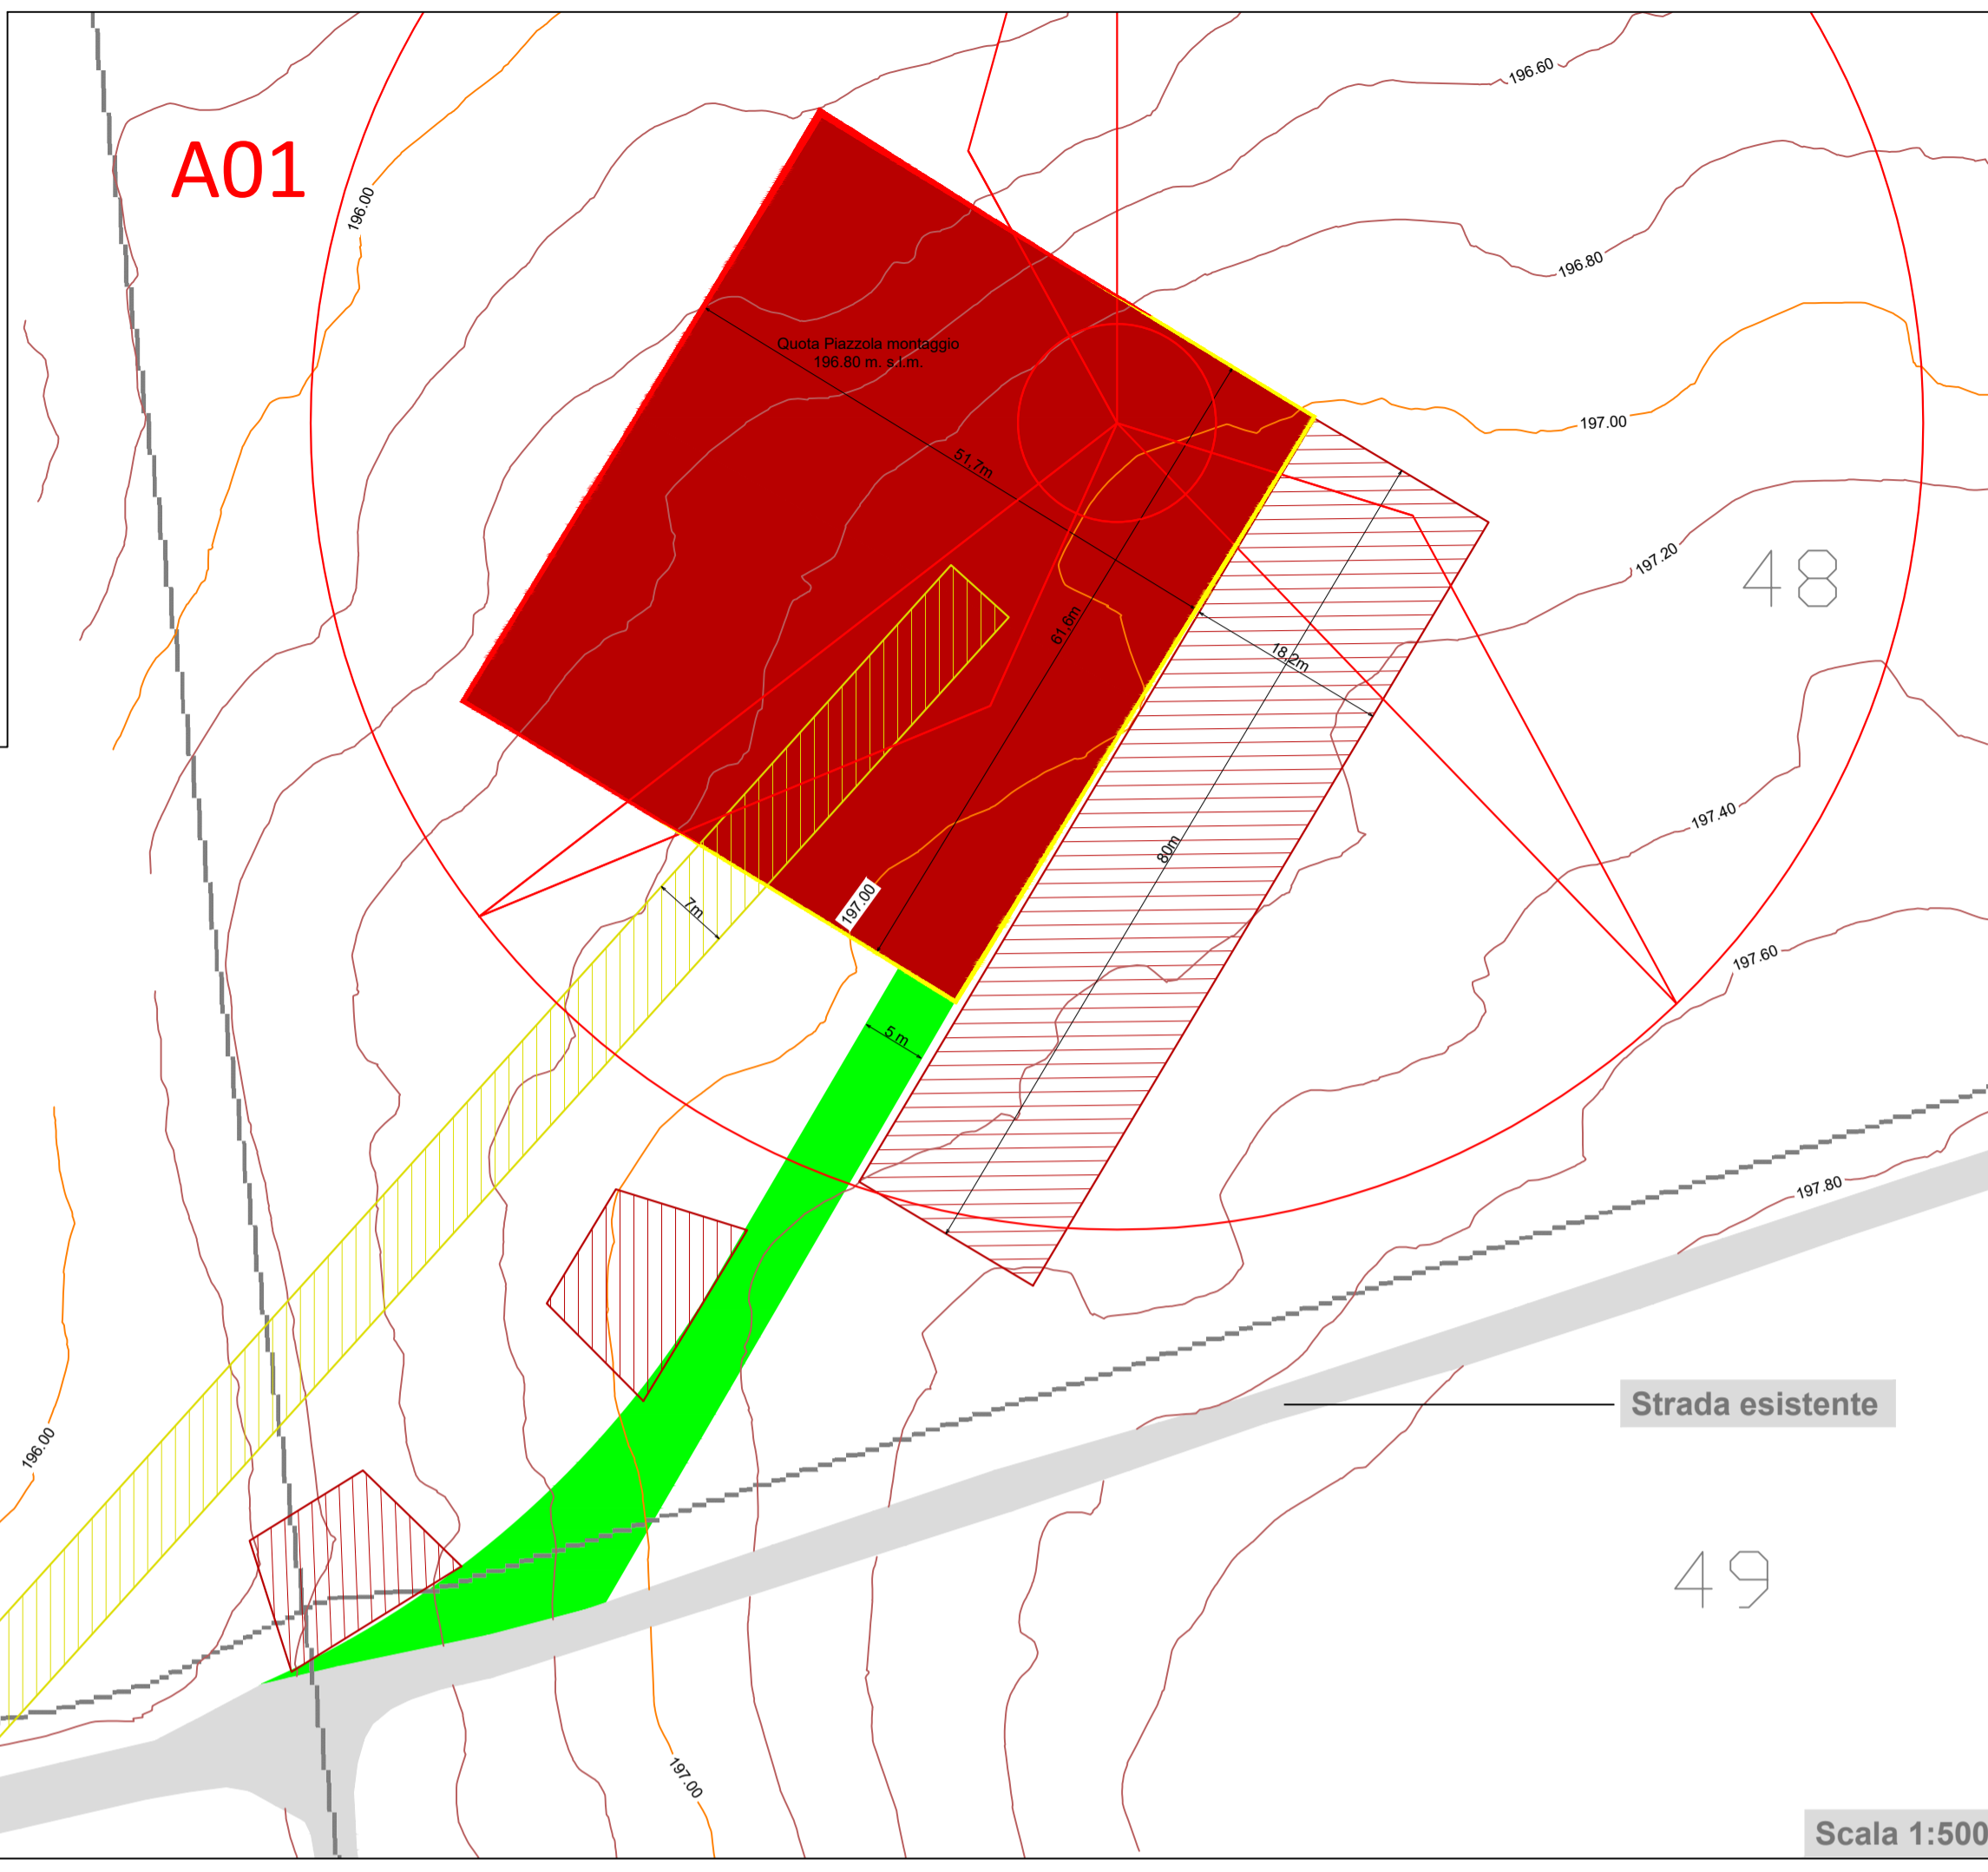 196.60
A01
196.00
196.80
Quota Piazzola montaggio
196.80 m. s.l.m.
197.00
51,7m
197.20
48
61,6m
18,2m
197.40
80m
197.00
7m
197.60
5 m
197.80
Strada esistente
196.00
49
197.00
Scala 1:500